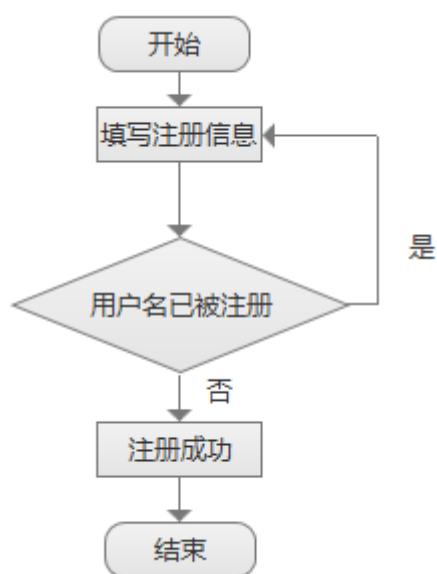 开始
填写注册信息
是
用户名已被注册
否
注册成功
结束